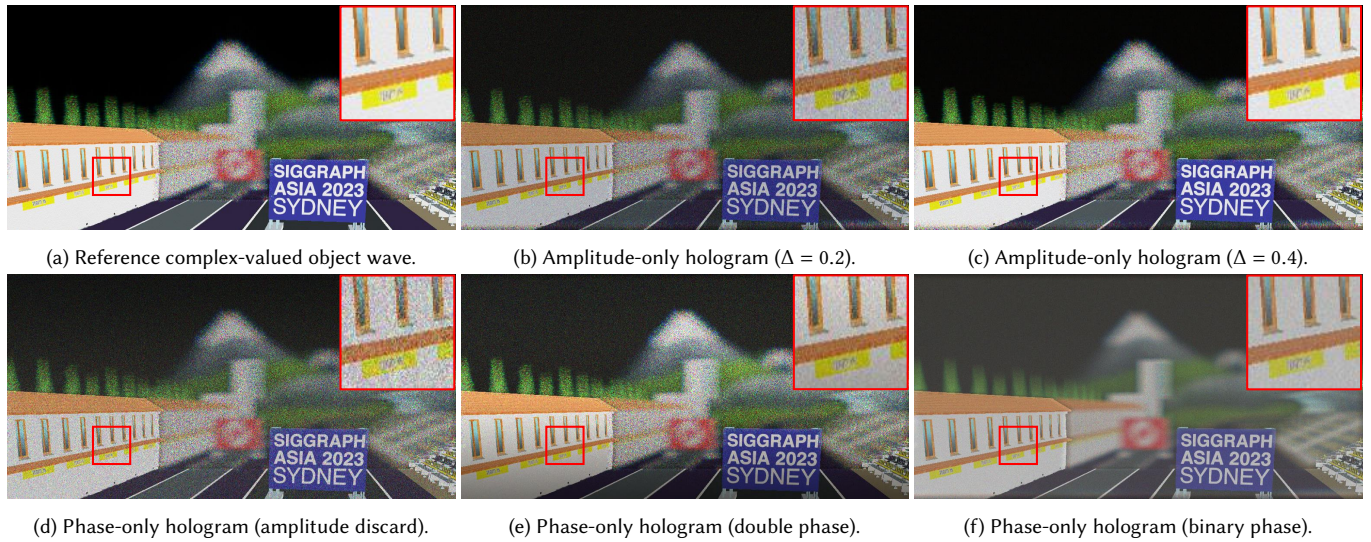 SIGGRAPH
ASIA 2023
SYDNEY
SIGGRAPH
ASIA 2023
SYDNEY
SIGGRAPH
ASIA 2023
SYDNEY
(a) Reference complex-valued object wave.
(b) Amplitude-only hologram (Δ = 0.2).
(c) Amplitude-only hologram (Δ = 0.4).
SIGGRAPH
ASIA 2023
SYDNEY
SIGGRAPH
ASIA 2023
SYDNEY
SIGGRAPH
ASIA 2023
SYDNEY
(d) Phase-only hologram (amplitude discard).
(e) Phase-only hologram (double phase).
(f) Phase-only hologram (binary phase).